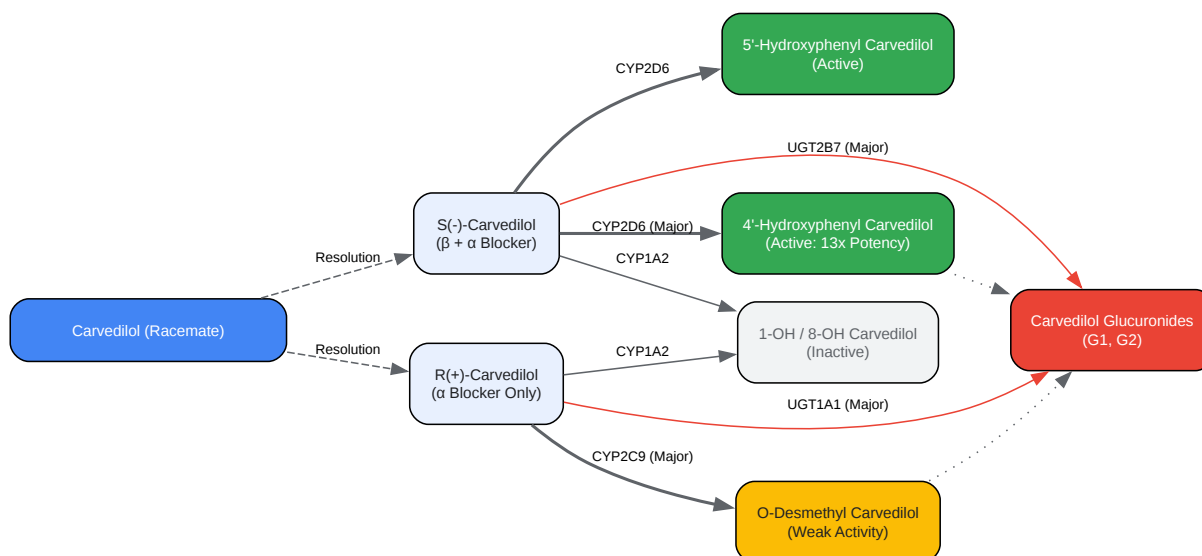 5'-Hydroxyphenyl Carvedilol
(Active)
CYP2D6
UGT2B7 (Major)
S(-)-Carvedilol
(β + α Blocker)
CYP2D6 (Major)
4'-Hydroxyphenyl Carvedilol
(Active: 13x Potency)
Resolution
CYP1A2
Carvedilol (Racemate)
1-OH / 8-OH Carvedilol
(Inactive)
Carvedilol Glucuronides
(G1, G2)
Resolution
CYP1A2
R(+)-Carvedilol
(α Blocker Only)
UGT1A1 (Major)
CYP2C9 (Major)
O-Desmethyl Carvedilol
(Weak Activity)